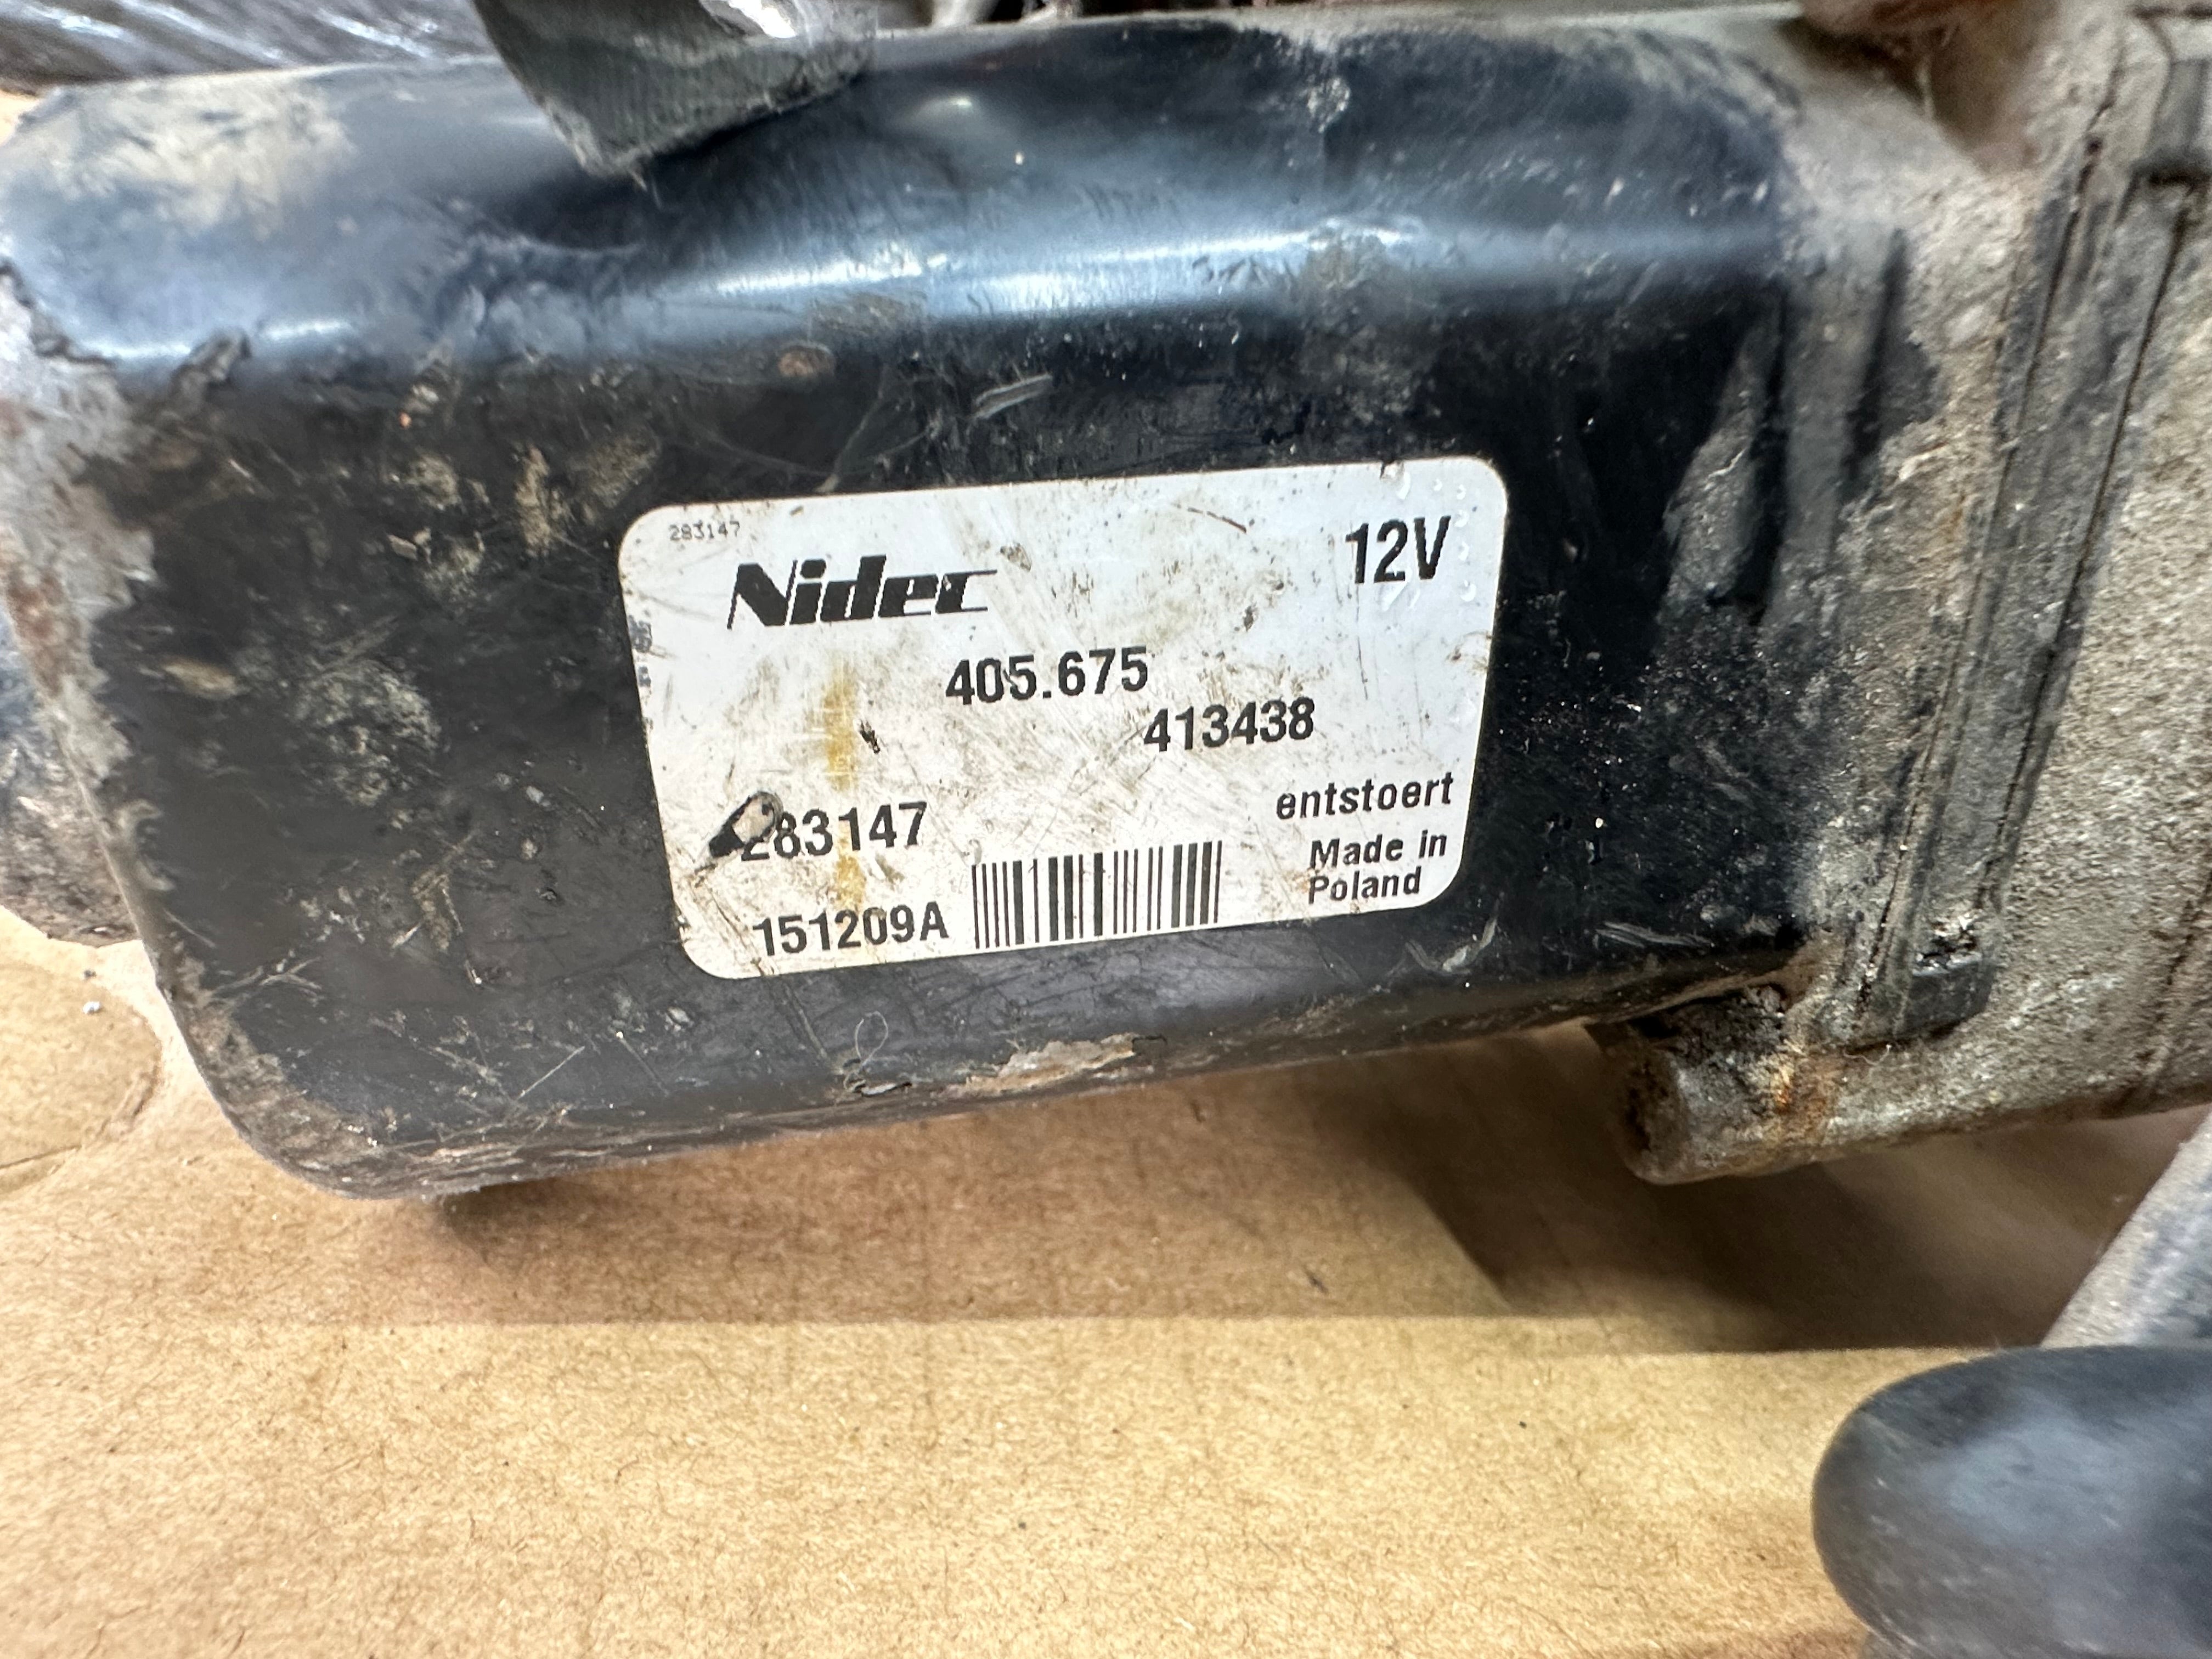 283147
Nidec
12V
405.675
413438
283147
entstoert
Made in
Poland
151209A